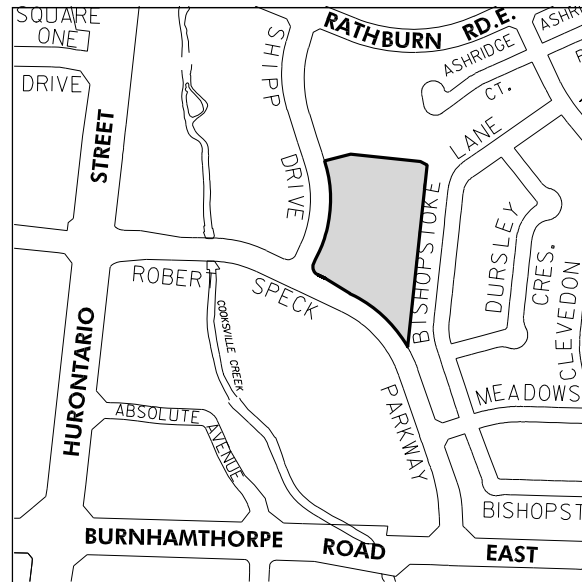 SQUARE
ONE
DRIVE
STREET
HURONTARIO
SHIPP
DRIVE
RATHBURN RD. E.
ASHRIDGE
CT.
LANE
BISHOPSTOKE
DURSLEY
CRES.
CLEVEDON
ROBER
SPECK
PARKWAY
COOKSVILLE CREEK
ABSOLUTE
AVENUE
MEADOWS
BISHOPST
BURNHAMTHORPE ROAD EAST